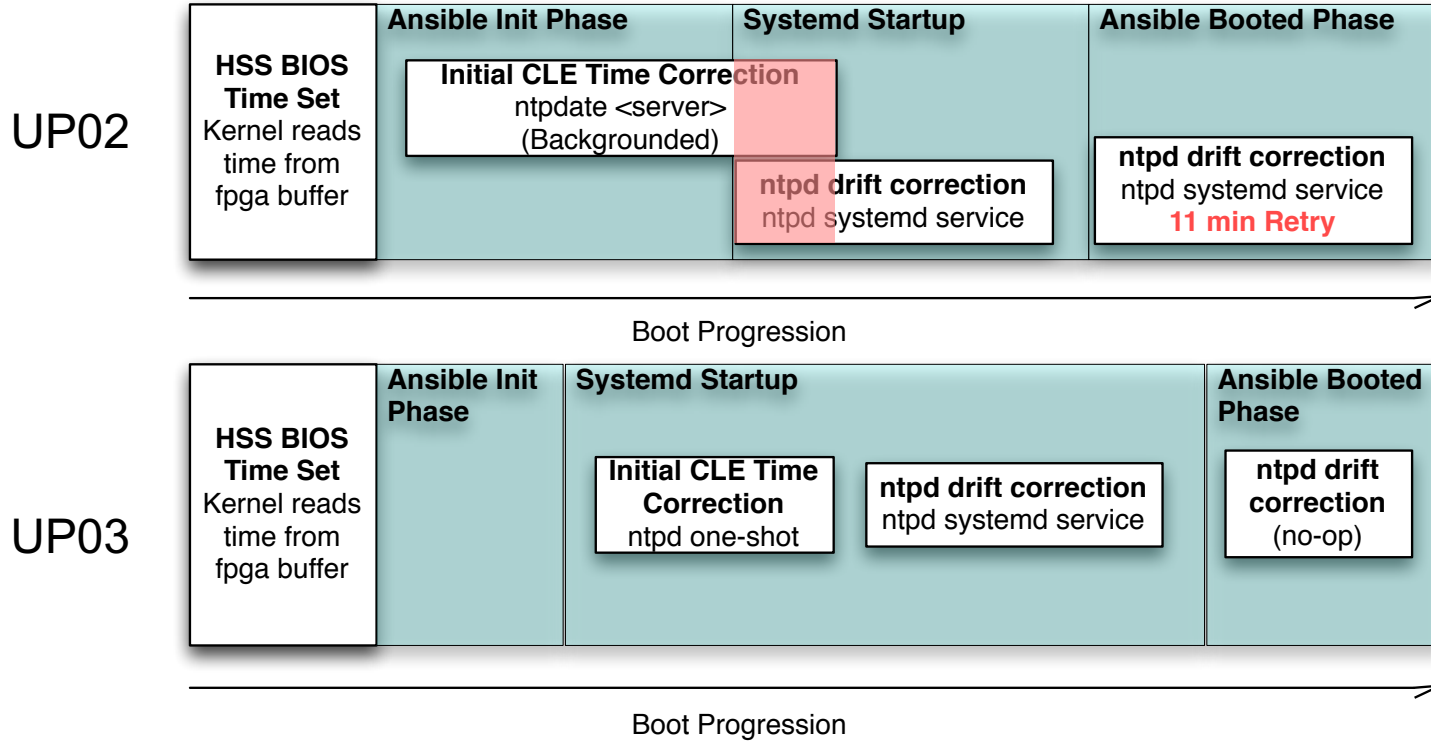 UP02
HSS BIOS
Time Set
Kernel reads
time from
fpga buffer
Ansible Init Phase
Initial CLE Time Correction
ntpdate <server>
(Backgrounded)
Systemd Startup
ntpd drift correction
ntpd systemd service
Ansible Booted Phase
ntpd drift correction
ntpd systemd service
11 min Retry
Boot Progression
UP03
HSS BIOS
Time Set
Kernel reads
time from
fpga buffer
Ansible Init
Phase
Systemd Startup
Initial CLE Time
Correction
ntpd one-shot
ntpd drift correction
ntpd systemd service
Ansible Booted
Phase
ntpd drift
correction
(no-op)
Boot Progression